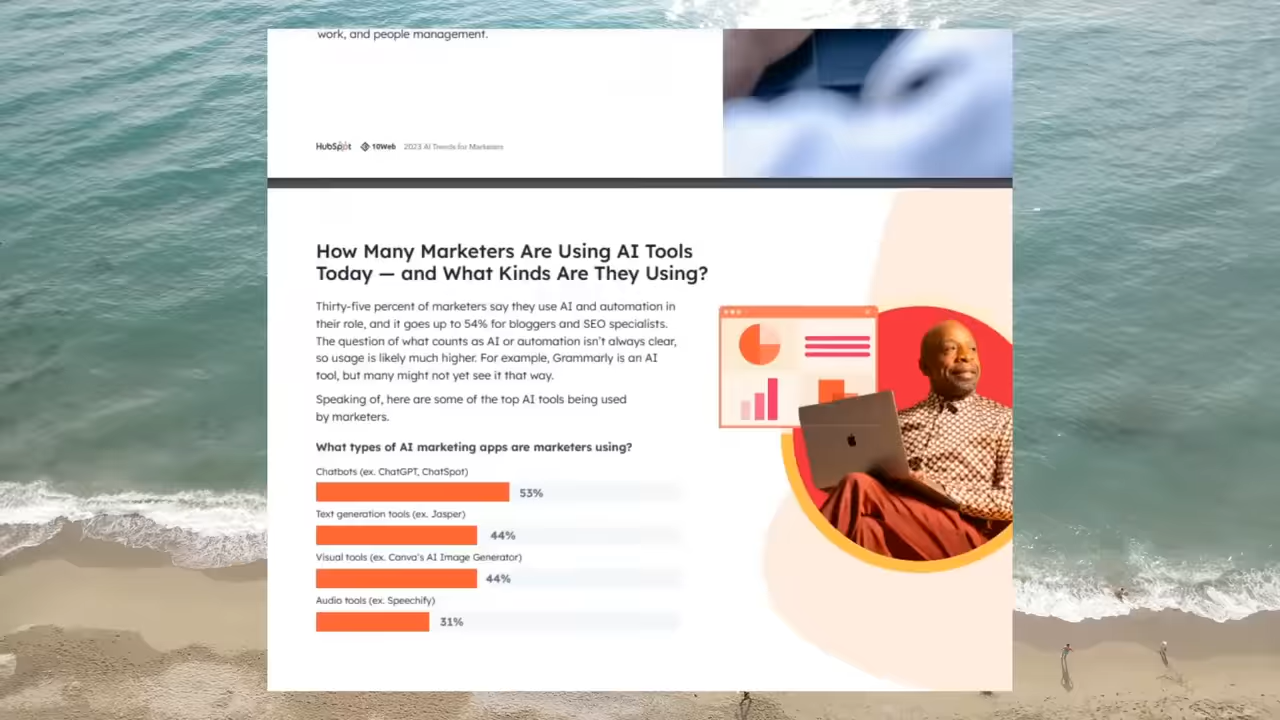 work, and people management.
HubSpot 10Web 2023 AI Trends for Marketers
How Many Marketers Are Using AI Tools
Today — and What Kinds Are They Using?
Thirty-five percent of marketers say they use AI and automation in
their role, and it goes up to 54% for bloggers and SEO specialists.
The question of what counts as AI or automation isn't always clear,
so usage is likely much higher. For example, Grammarly is an AI
tool, but many might not yet see it that way.
Speaking of, here are some of the top AI tools being used
by marketers.
What types of AI marketing apps are marketers using?
Chatbots (ex. ChatGPT, ChatSpot)
53%
Text generation tools (ex. Jasper)
44%
Visual tools (ex. Canva's AI Image Generator)
44%
Audio tools (ex. Speechify)
31%